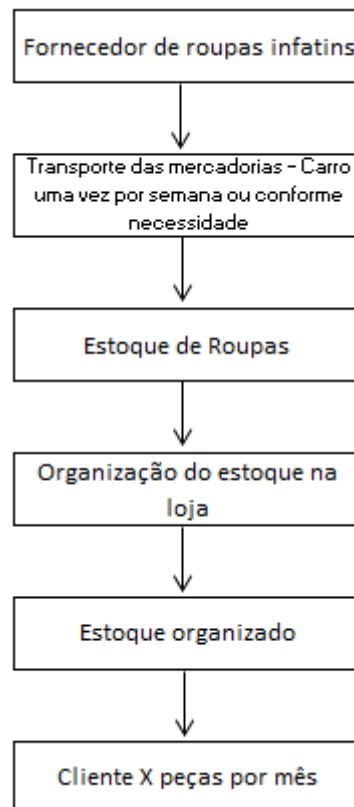 Fornecedor de roupas infatins
Transporte das mercadorias – Carro
uma vez por semana ou conforme
necessidade
Estoque de Roupas
Organização do estoque na
loja
Estoque organizado
Cliente X peças por mês